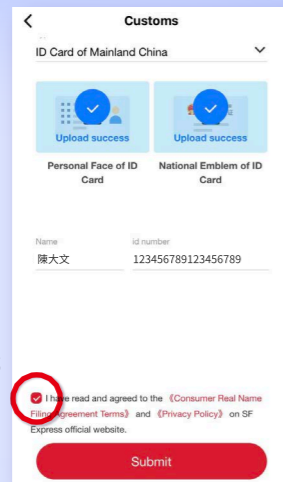 Customs
ID Card of Mainland China
Upload success
Upload success
Personal Face of ID
Card
National Emblem of ID
Card
Name
id number
陳大文
123456789123456789
I have read and agreed to the 《Consumer Real Name
Filing Agreement Terms》 and 《Privacy Policy》 on SF
Express official website.
Submit